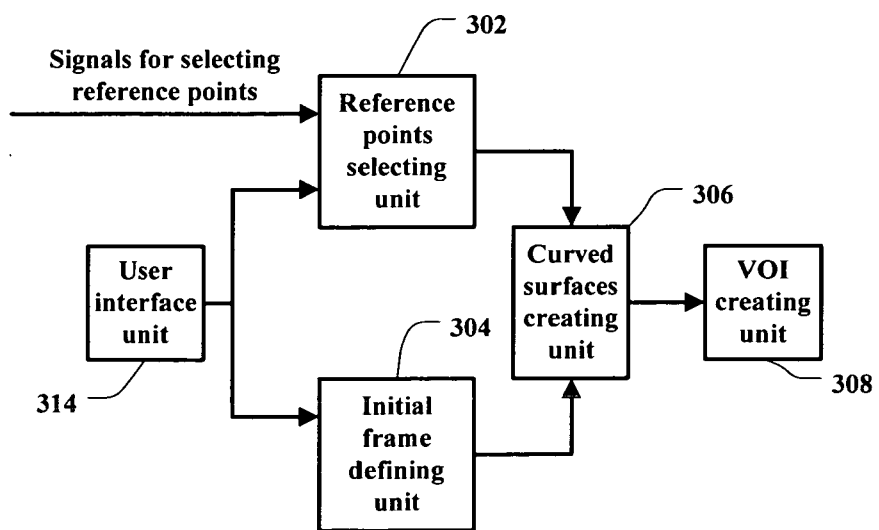 302
Signals for selecting
reference points
Reference
points
selecting
unit
306
User
interface
unit
314
Curved
surfaces
creating
unit
VOI
creating
unit
308
304
Initial
frame
defining
unit